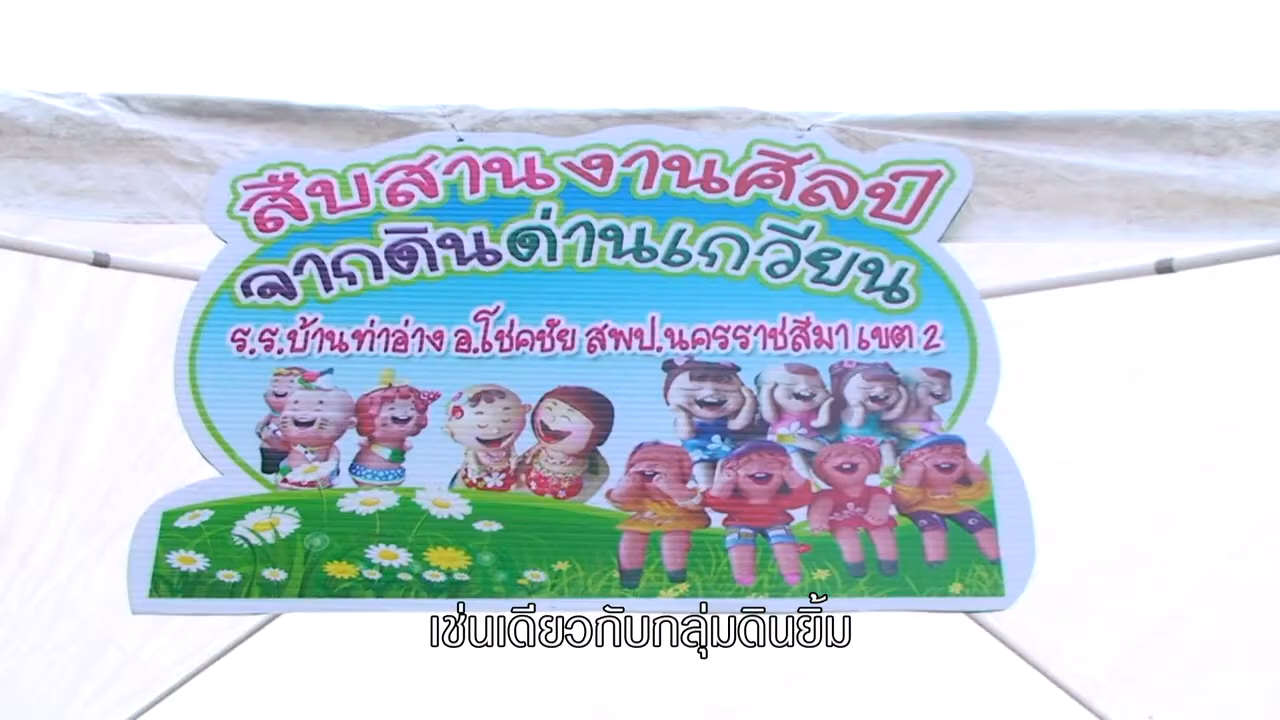 สืบสานงานศิลป์
จากดินด่านเกวียน
ร.ร.บ้านท่าอ่าง อ.โชคชัย สพป.นครราชสีมา เขต 2
เช่นเดียวกับกลุ่มดินยิ้ม